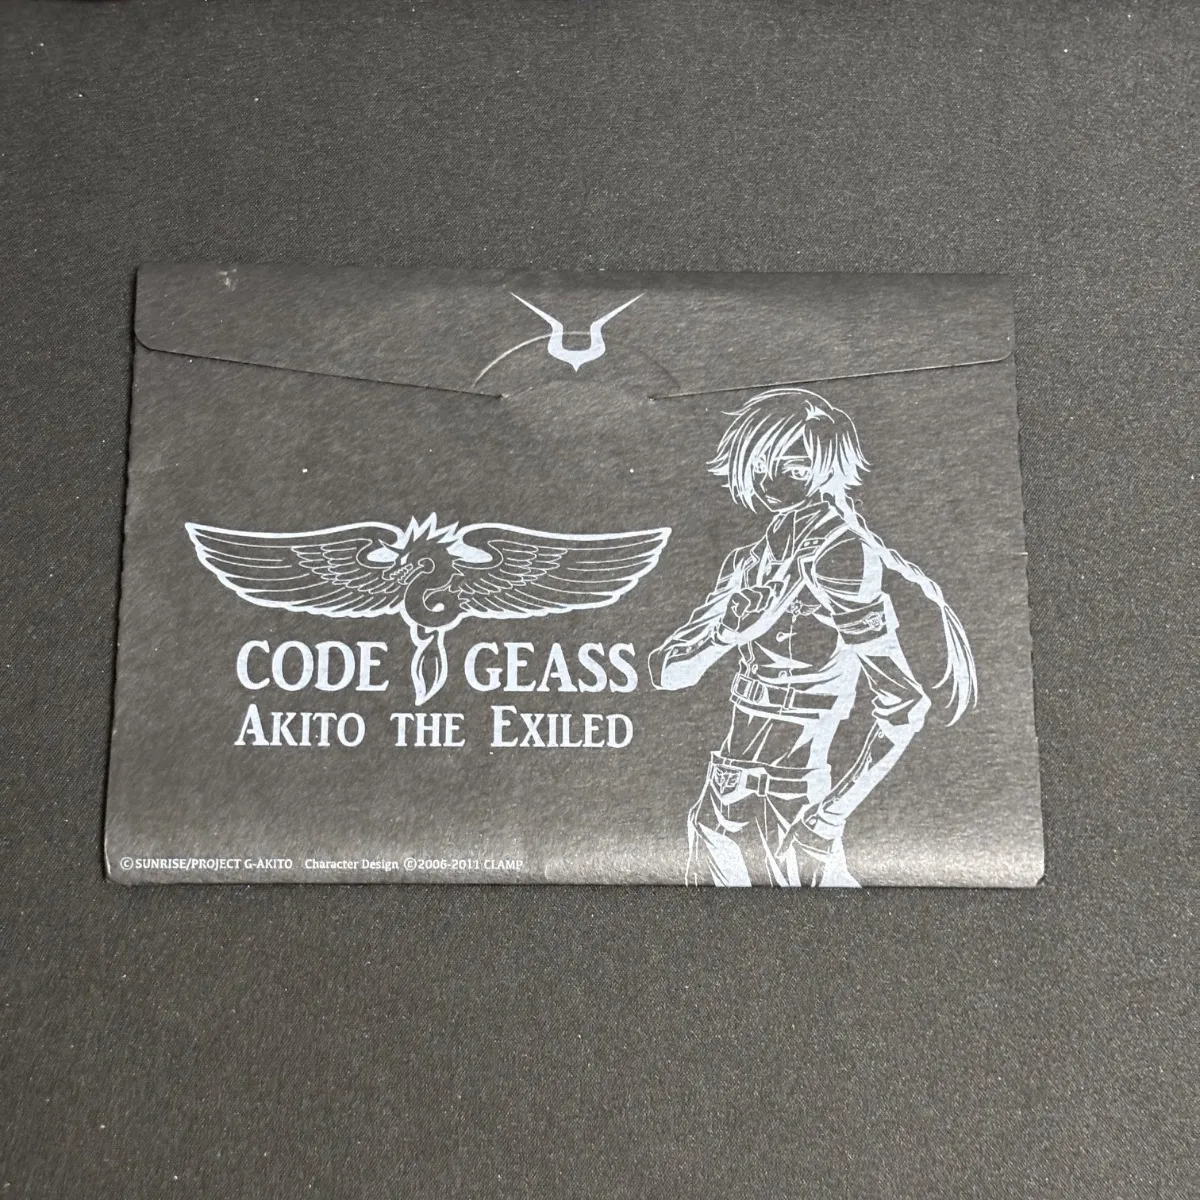 CODE GEASS
AKITO THE EXILED
©SUNRISE/PROJECT G-AKITO Character Design ©2006-2011 CLAMP